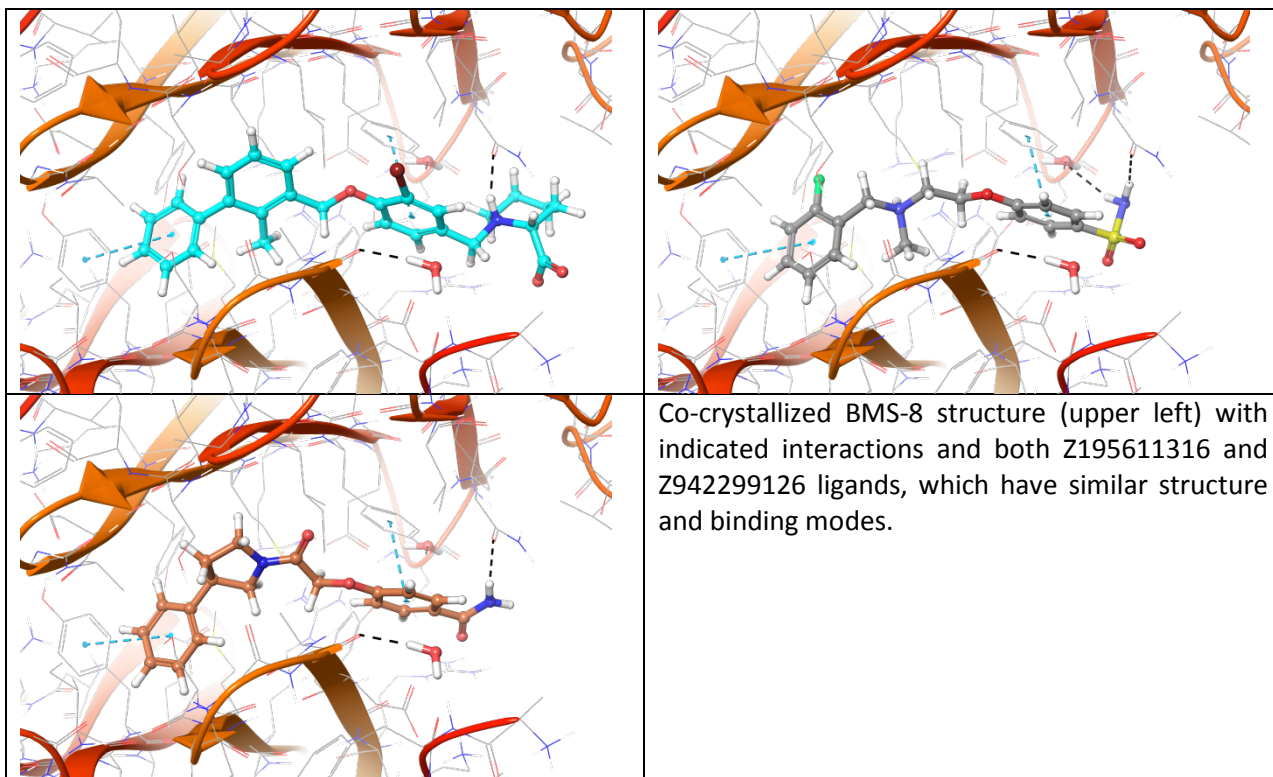 Co-crystallized BMS-8 structure (upper left) with
indicated interactions and both Z195611316 and
Z942299126 ligands, which have similar structure
and binding modes.